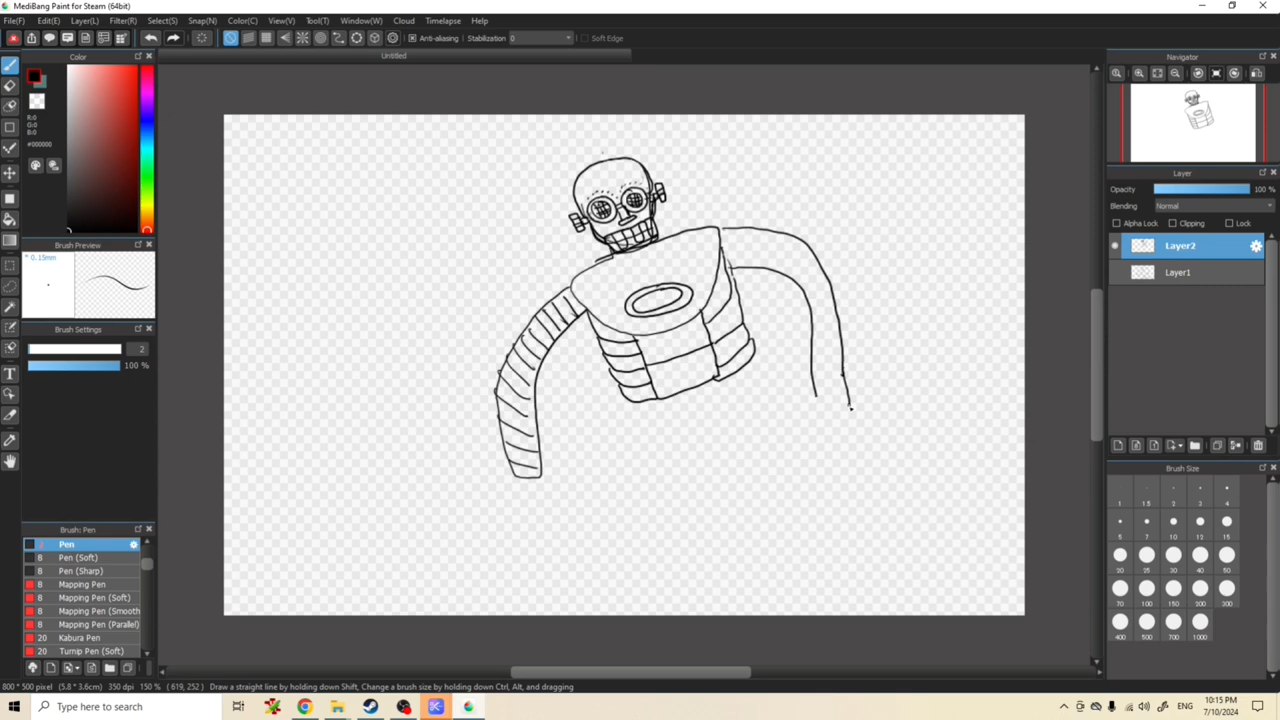 MediBang Paint for Steam (64bit)
File(F) Edit(E) Layer(L) Filter(R) Select(S) Snap(N) Color(C) View(V) Tool(T) Window(W) Cloud Timelapse Help
Anti-aliasing Stabilization 0 Soft Edge
Untitled
Color
R:0
G:0
B:0
#000000
Brush Preview
* 0.15mm
Brush Settings
2
100 %
Brush: Pen
Pen
8 Pen (Soft)
8 Pen (Sharp)
8 Mapping Pen
8 Mapping Pen (Soft)
8 Mapping Pen (Smooth
8 Mapping Pen (Parallel)
20 Kabura Pen
20 Turnip Pen (Soft)
Navigator
Layer
Opacity 100 %
Blending Normal
Alpha Lock Clipping Lock
Layer2
Layer1
Brush Size
1 1.5 2 3 4
5 7 10 12 15
20 25 30 40 50
70 100 150 200 300
400 500 700 1000
800 * 500 pixel (5.8 * 3.6cm) 350 dpi 150 % ( 619, 252 ) Draw a straight line by holding down Shift, Change a brush size by holding down Ctrl, Alt, and dragging
Type here to search
ENG
10:15 PM
7/10/2024